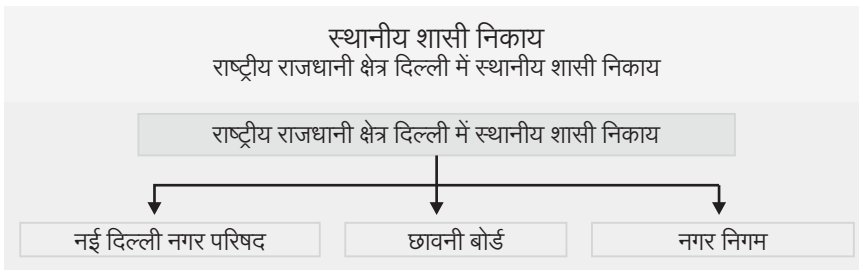 स्थानीय शासी निकाय
राष्ट्रीय राजधानी क्षेत्र दिल्ली में स्थानीय शासी निकाय
राष्ट्रीय राजधानी क्षेत्र दिल्ली में स्थानीय शासी निकाय
नई दिल्ली नगर परिषद छावनी बोर्ड नगर निगम